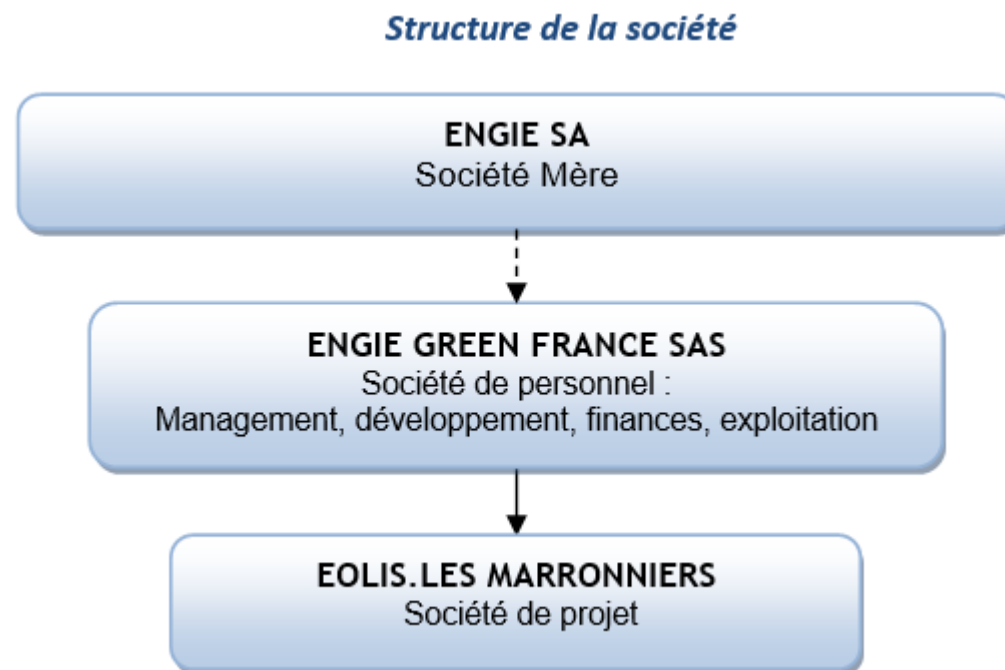 Structure de la société
ENGIE SA
Société Mère
ENGIE GREEN FRANCE SAS
Société de personnel :
Management, développement, finances, exploitation
EOLIS.LES MARRONNIERS
Société de projet